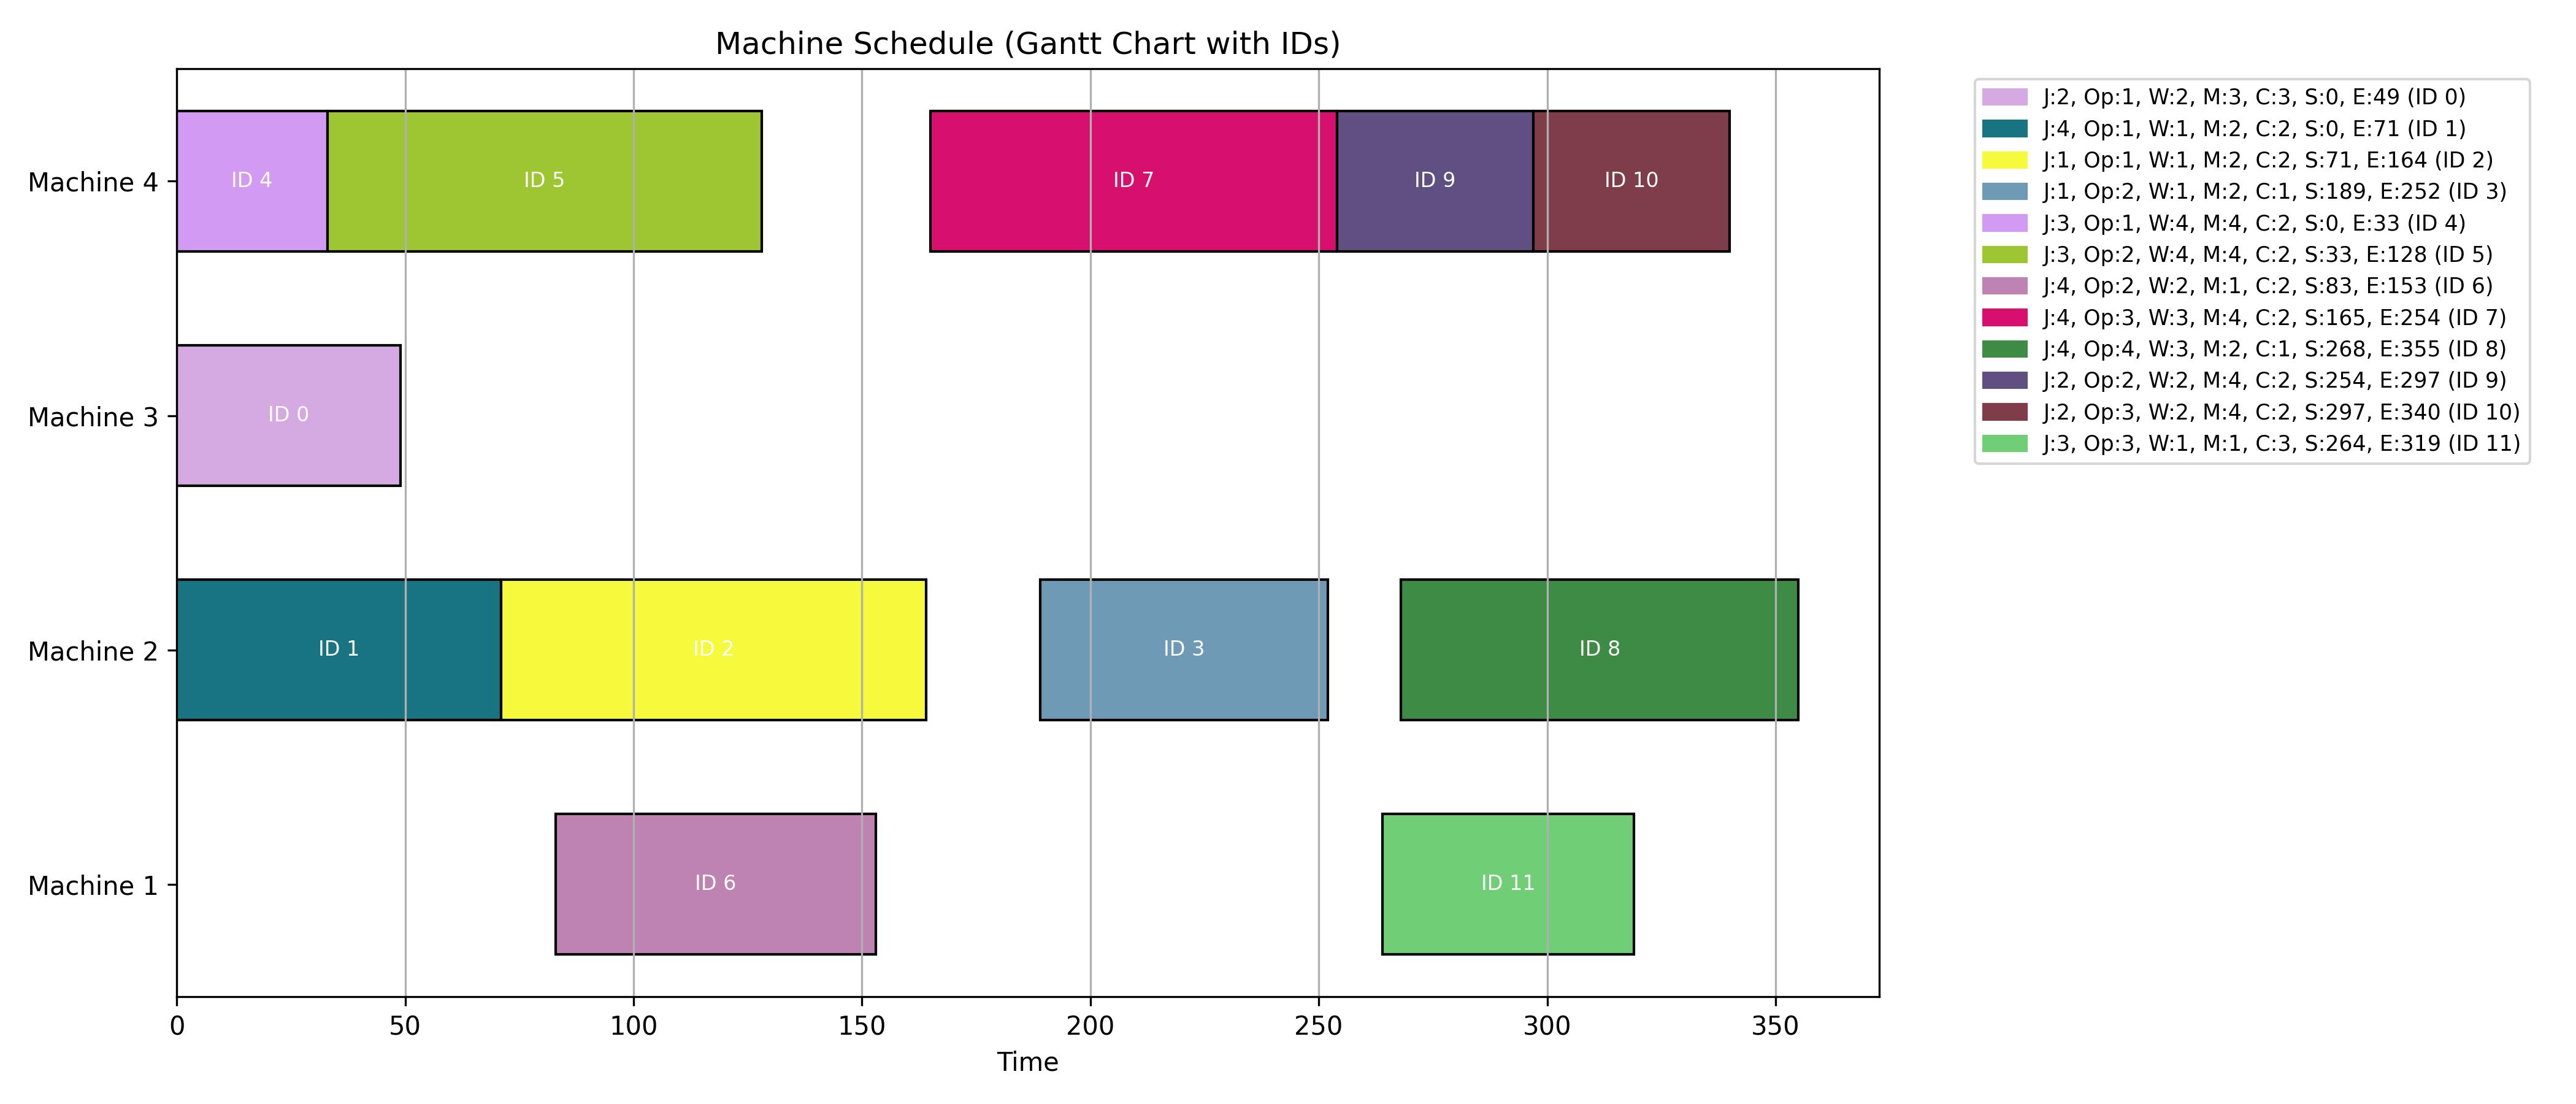 Machine Schedule (Gantt Chart with IDs)
Machine 4
ID 4
ID 5
ID 7
ID 9
ID 10
Machine 3
ID 0
Machine 2
ID 1
ID 2
ID 3
ID 8
Machine 1
ID 6
ID 11
0 50 100 150 200 250 300 350
Time
J:2, Op:1, W:2, M:3, C:3, S:0, E:49 (ID 0)
J:4, Op:1, W:1, M:2, C:2, S:0, E:71 (ID 1)
J:1, Op:1, W:1, M:2, C:2, S:71, E:164 (ID 2)
J:1, Op:2, W:1, M:2, C:1, S:189, E:252 (ID 3)
J:3, Op:1, W:4, M:4, C:2, S:0, E:33 (ID 4)
J:3, Op:2, W:4, M:4, C:2, S:33, E:128 (ID 5)
J:4, Op:2, W:2, M:1, C:2, S:83, E:153 (ID 6)
J:4, Op:3, W:3, M:4, C:2, S:165, E:254 (ID 7)
J:4, Op:4, W:3, M:2, C:1, S:268, E:355 (ID 8)
J:2, Op:2, W:2, M:4, C:2, S:254, E:297 (ID 9)
J:2, Op:3, W:2, M:4, C:2, S:297, E:340 (ID 10)
J:3, Op:3, W:1, M:1, C:3, S:264, E:319 (ID 11)